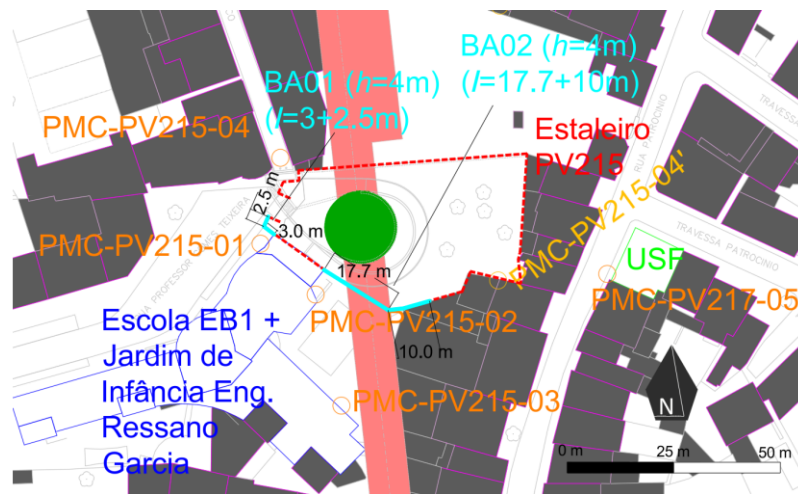 BA02 (h=4m)
(l=17.7+10m)
BA01 (h=4m)
(l=3+2.5m)
PMC-PV215-04
Estaleiro
PV215
RUA PATROCINIO
TRAVESSA
PMC-PV215-04'
2.5 m
3.0 m
PMC-PV215-01
TRAVESSA PATROCINIO
USF
17.7 m
PMC-PV217-05
PMC-PV215-02
10.0 m
Escola EB1 +
Jardim de
Infância Eng.
Ressano
Garcia
PMC-PV215-03
N
0 m
25 m
50 m